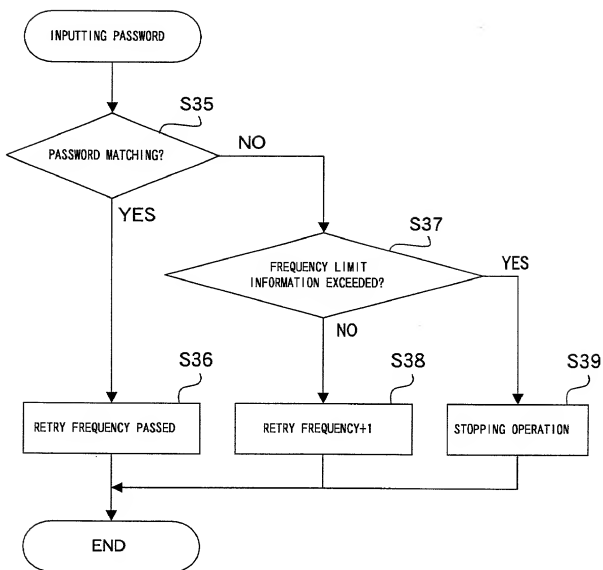 INPUTTING PASSWORD
S35
PASSWORD MATCHING?
NO
YES
S37
FREQUENCY LIMIT
INFORMATION EXCEEDED?
YES
NO
S36
S38
S39
RETRY FREQUENCY PASSED
RETRY FREQUENCY+1
STOPPING OPERATION
END